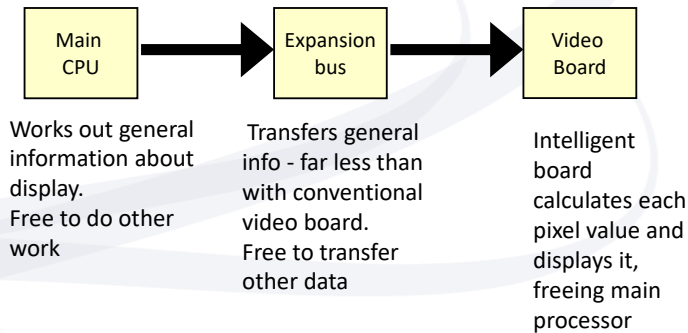 Main
CPU
Expansion
bus
Video
Board
Works out general
information about
display.
Free to do other
work
Transfers general
info - far less than
with conventional
video board.
Free to transfer
other data
Intelligent
board
calculates each
pixel value and
displays it,
freeing main
processor